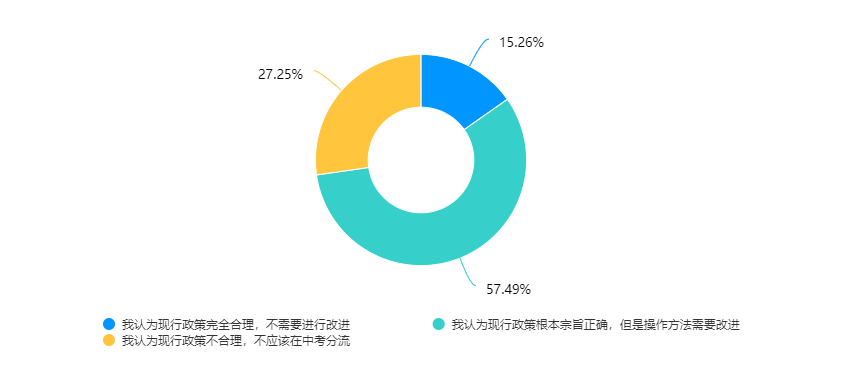 15.26%
27.25%
57.49%
我认为现行政策完全合理，不需要进行改进
我认为现行政策根本宗旨正确，但是操作方法需要改进
我认为现行政策不合理，不应该在中考分流